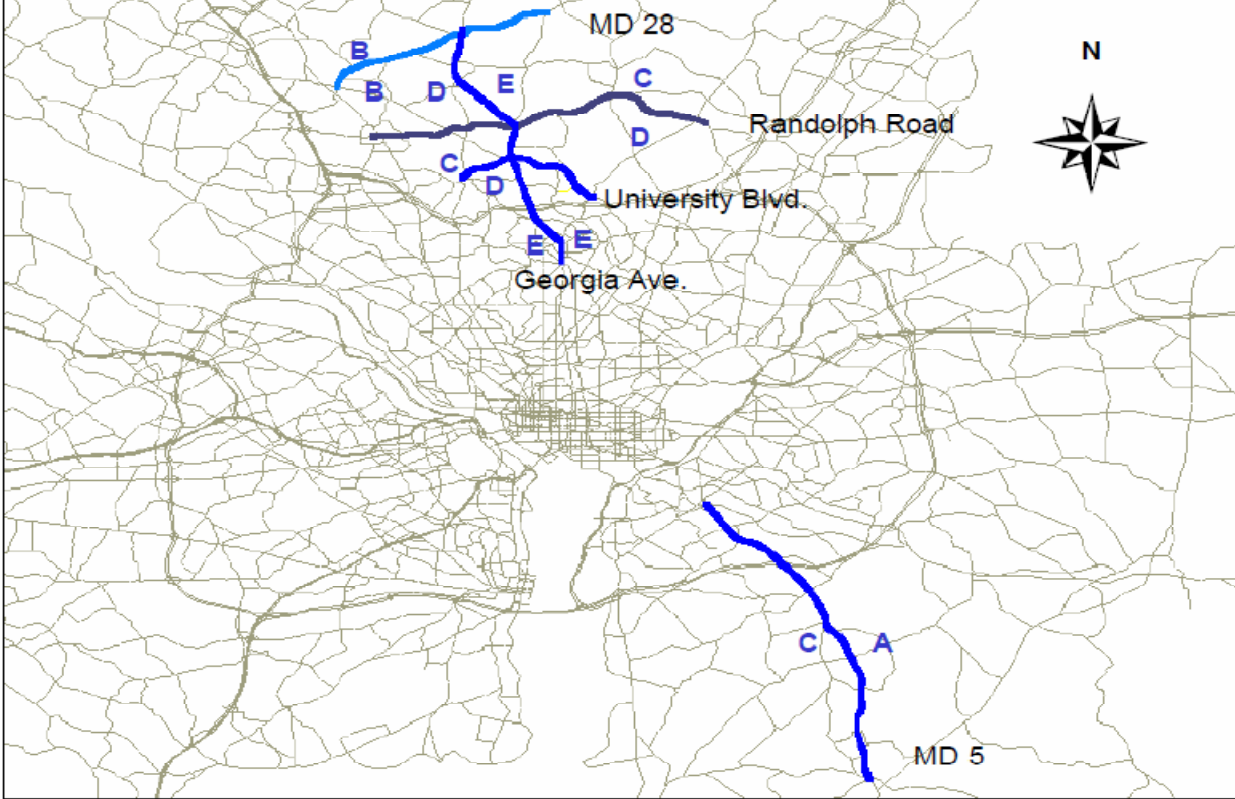 MD 28
B
N
C
E
D
B
Randolph Road
D
C
D
University Blvd.
E
E
Georgia Ave.
C
A
MD 5